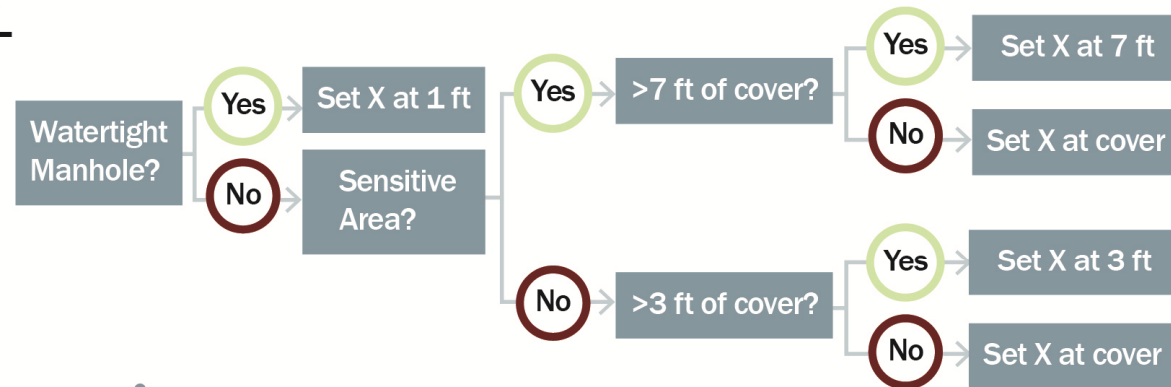 Watertight
Manhole?
Yes
Set X at 1 ft
No
Sensitive
Area?
Yes
>7 ft of cover?
Yes
Set X at 7 ft
No
Set X at cover
No
>3 ft of cover?
Yes
Set X at 3 ft
No
Set X at cover